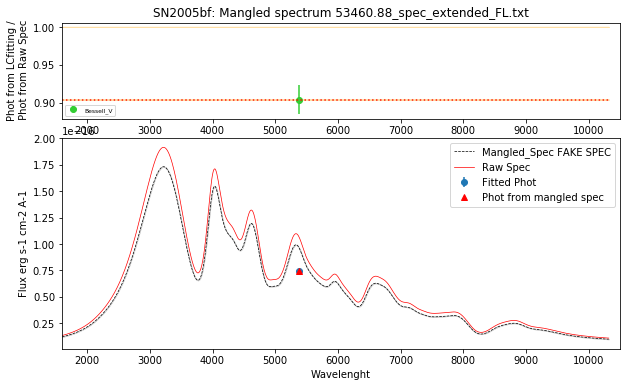 SN2005bf: Mangled spectrum 53460.88_spec_extended_FL.txt
Phot from LCfitting /
Phot from Raw Spec
1.00
0.95
0.90
Bessell_V
2000 3000 4000 5000 6000 7000 8000 9000 10000
1e−16
Flux erg s-1 cm-2 A-1
2.00
1.75
1.50
1.25
1.00
0.75
0.50
0.25
Mangled_Spec FAKE SPEC
Raw Spec
Fitted Phot
Phot from mangled spec
2000 3000 4000 5000 6000 7000 8000 9000 10000
Wavelenght